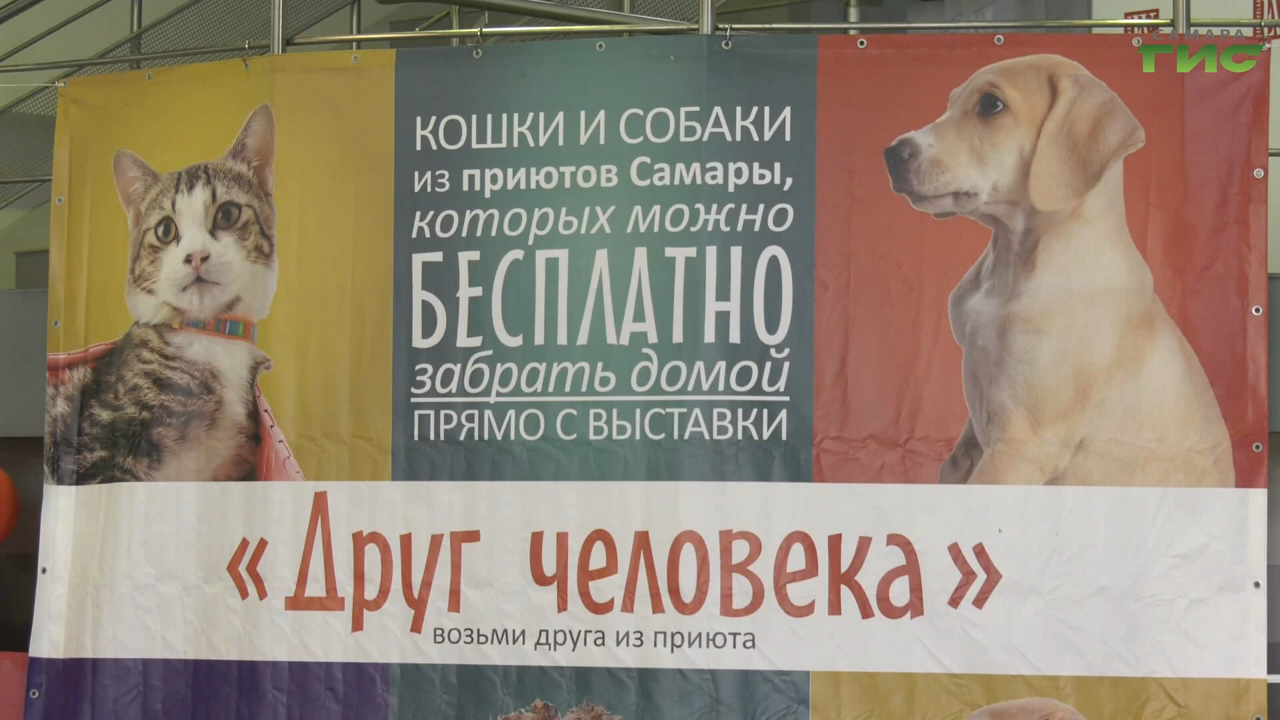 САМАРА
ГИС
КОШКИ И СОБАКИ
из приютов Самары,
которых можно
БЕСПЛАТНО
забрать домой
ПРЯМО С ВЫСТАВКИ
«Друг человека»
возьми друга из приюта